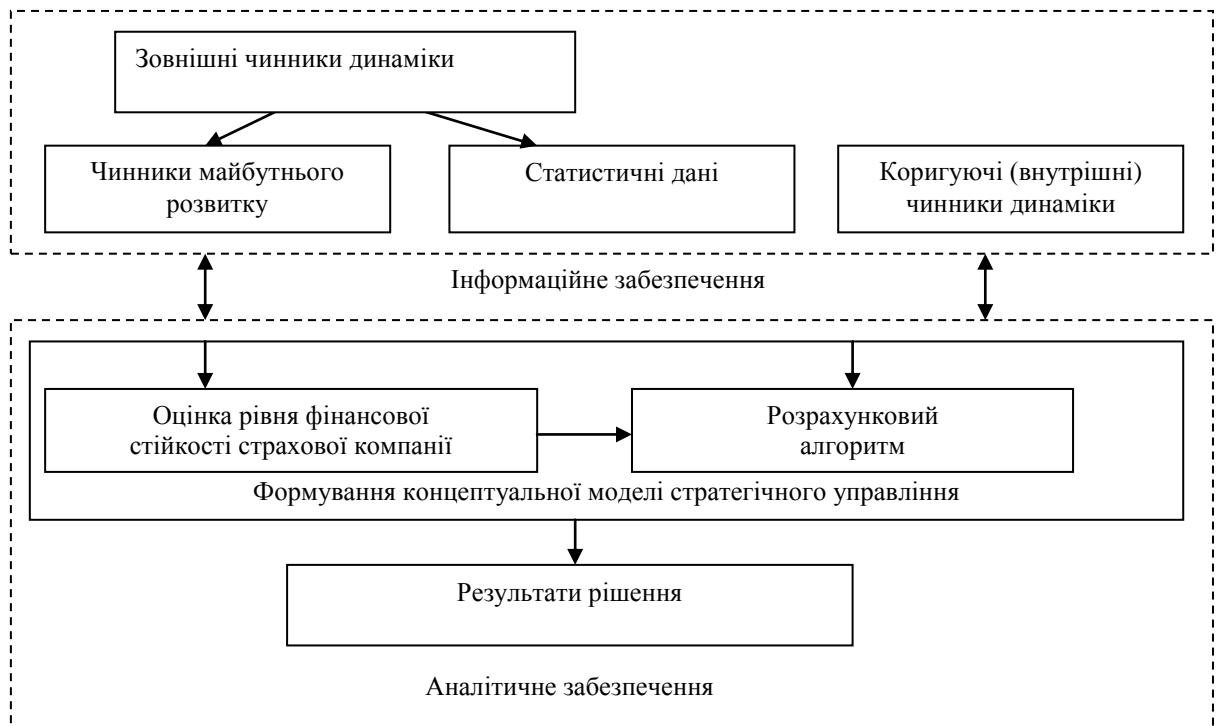 Зовнішні чинники динаміки
Чинники майбутнього
розвитку
Статистичні дані
Коригуючі (внутрішні)
чинники динаміки
Інформаційне забезпечення
Оцінка рівня фінансової
стійкості страхової компанії
Розрахунковий
алгоритм
Формування концептуальної моделі стратегічного управління
Результати рішення
Аналітичне забезпечення